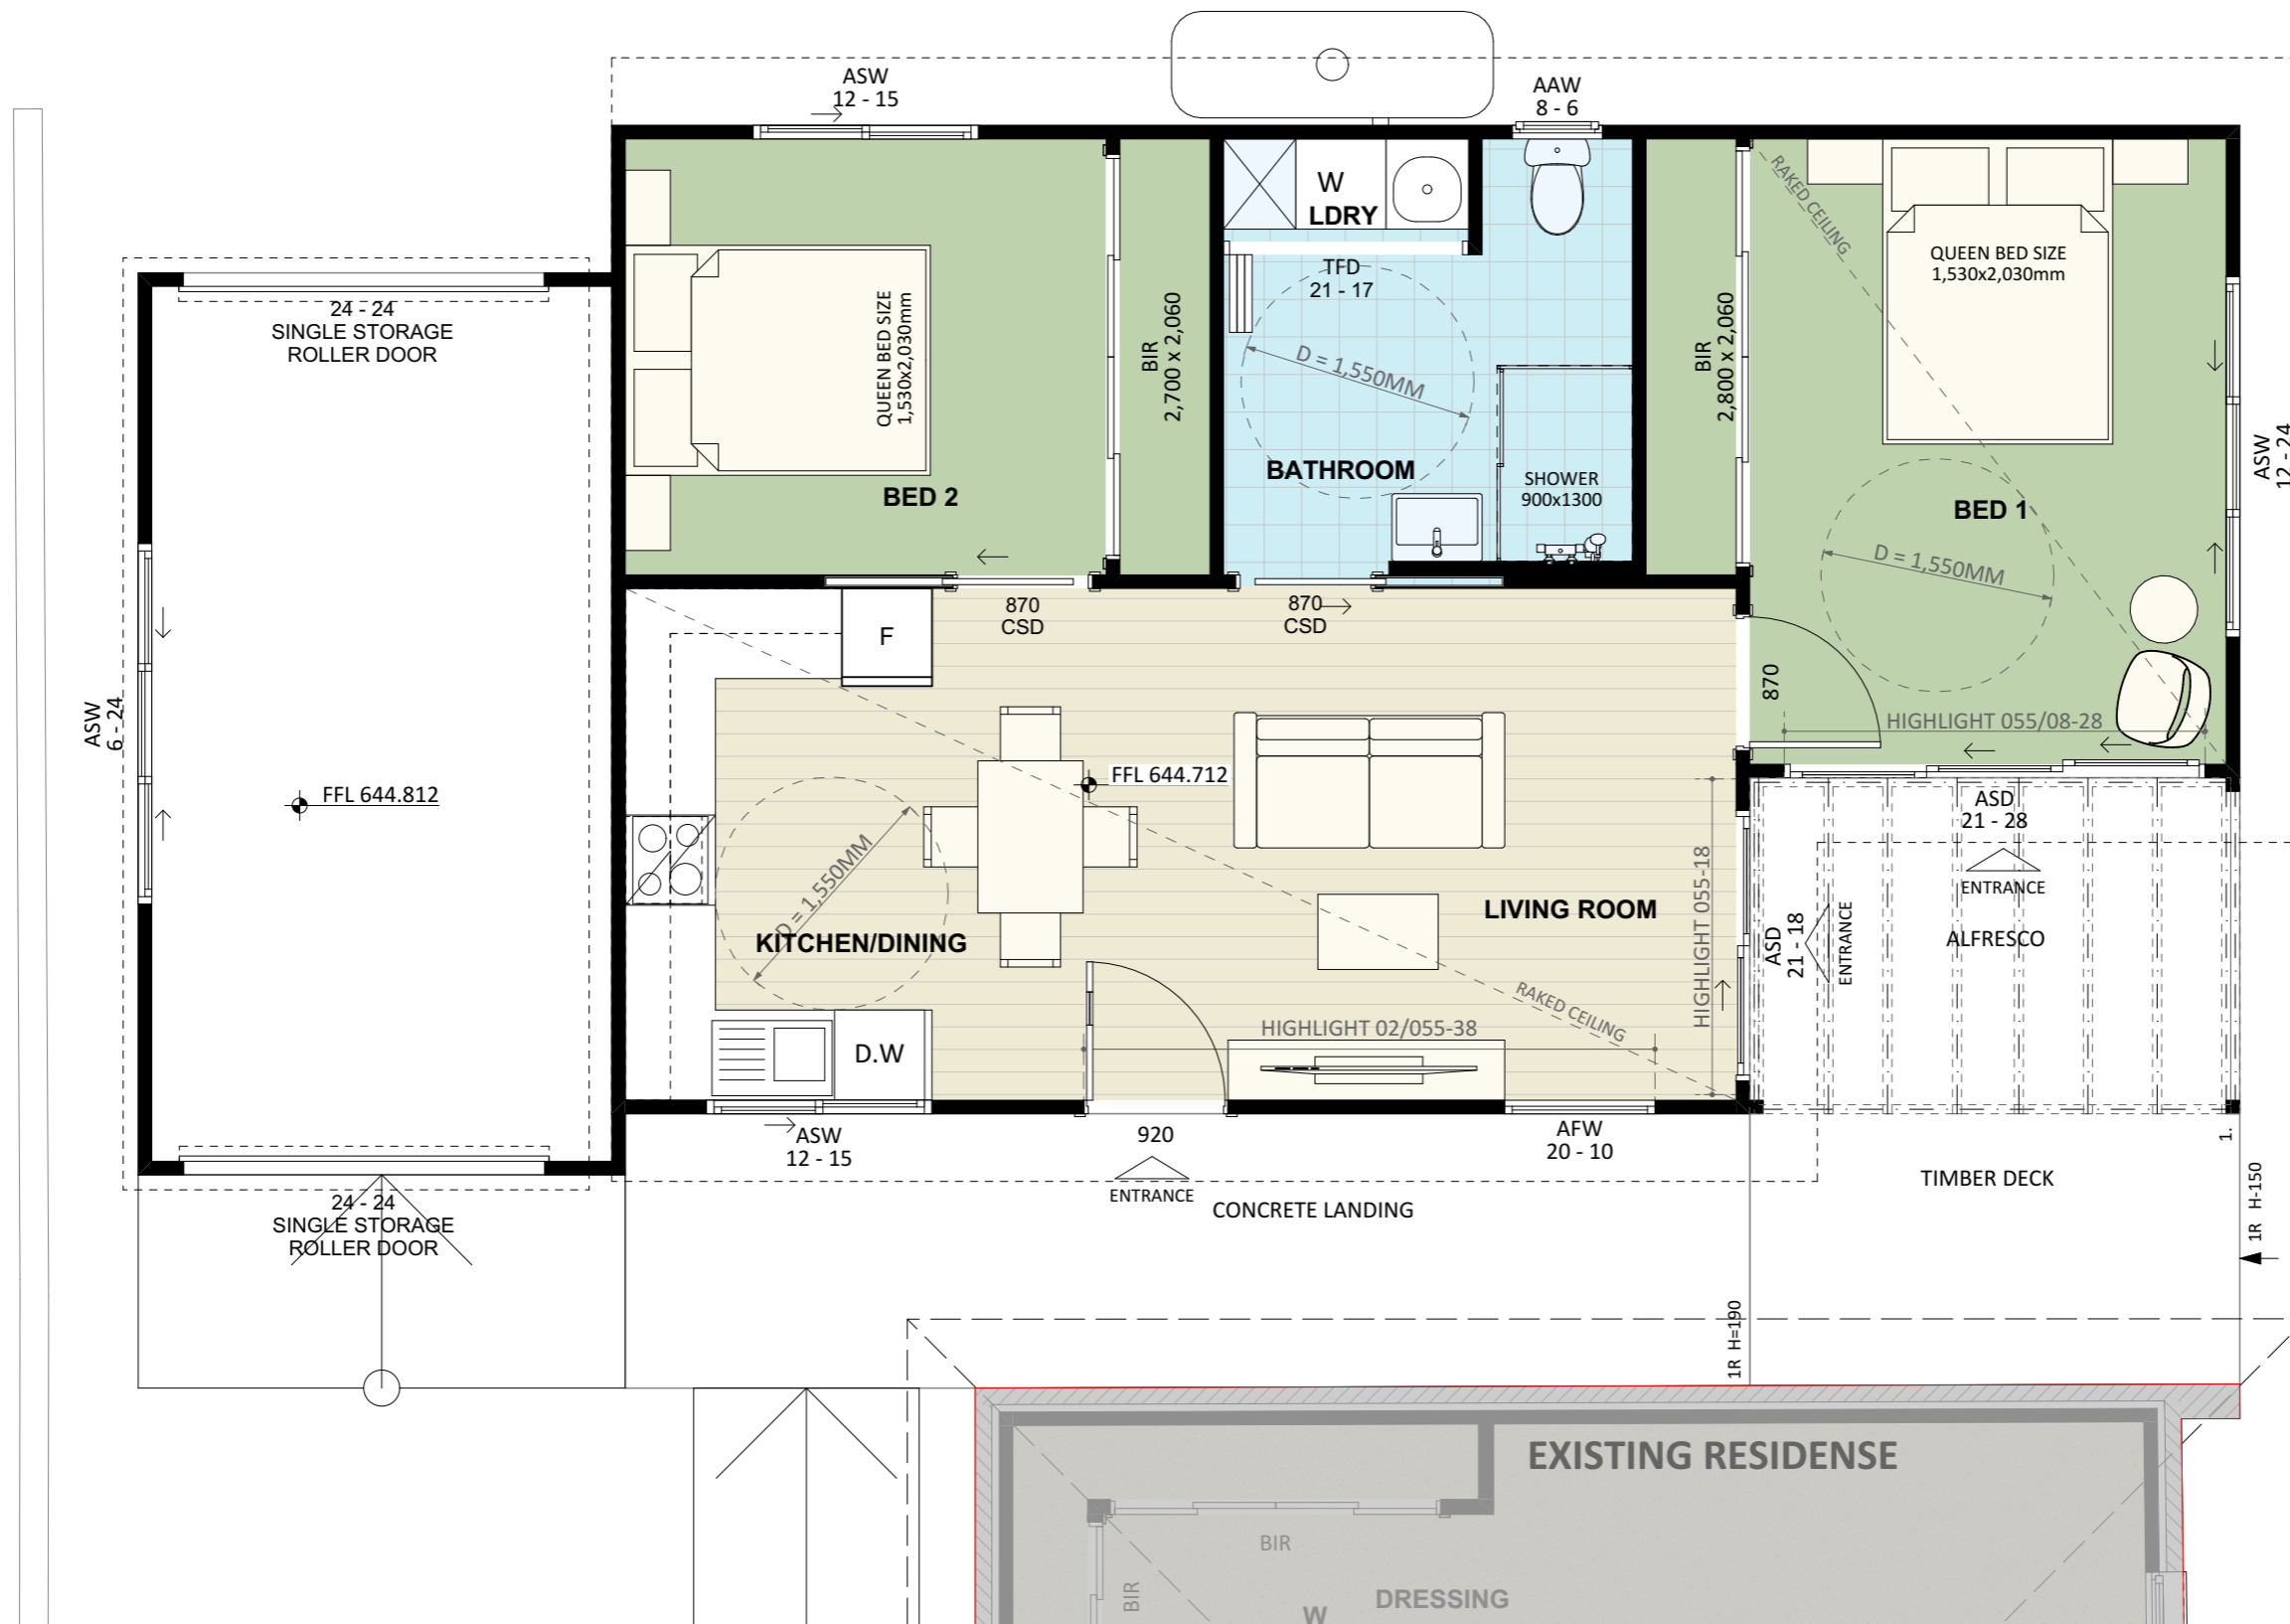 ASW
12 - 15
AAW
8 - 6
W
LDRY
TFD
21 - 17
RAKED CEILING
QUEEN BED SIZE
1,530x2,030mm
24 - 24
SINGLE STORAGE
ROLLER DOOR
QUEEN BED SIZE
1,530x2,030mm
BIR
2,700 x 2,060
D = 1,550MM
BIR
2,800 x 2,060
ASW
12 - 24
BATHROOM
SHOWER
900x1300
BED 2
BED 1
D = 1,550MM
870
CSD
870
CSD
F
870
HIGHLIGHT 055/08-28
ASW
6 - 24
FFL 644.812
FFL 644.712
ASD
21 - 28
ENTRANCE
D = 1,550MM
HIGHLIGHT 055-18
LIVING ROOM
KITCHEN/DINING
ASD
21 - 18
ENTRANCE
ALFRESCO
RAKED CEILING
HIGHLIGHT 02/055-38
D.W
ASW
12 - 15
920
ENTRANCE
AFW
20 - 10
1.
CONCRETE LANDING
TIMBER DECK
1R H-150
24 - 24
SINGLE STORAGE
ROLLER DOOR
1R H=190
EXISTING RESIDENSE
BIR
BIR
DRESSING
W